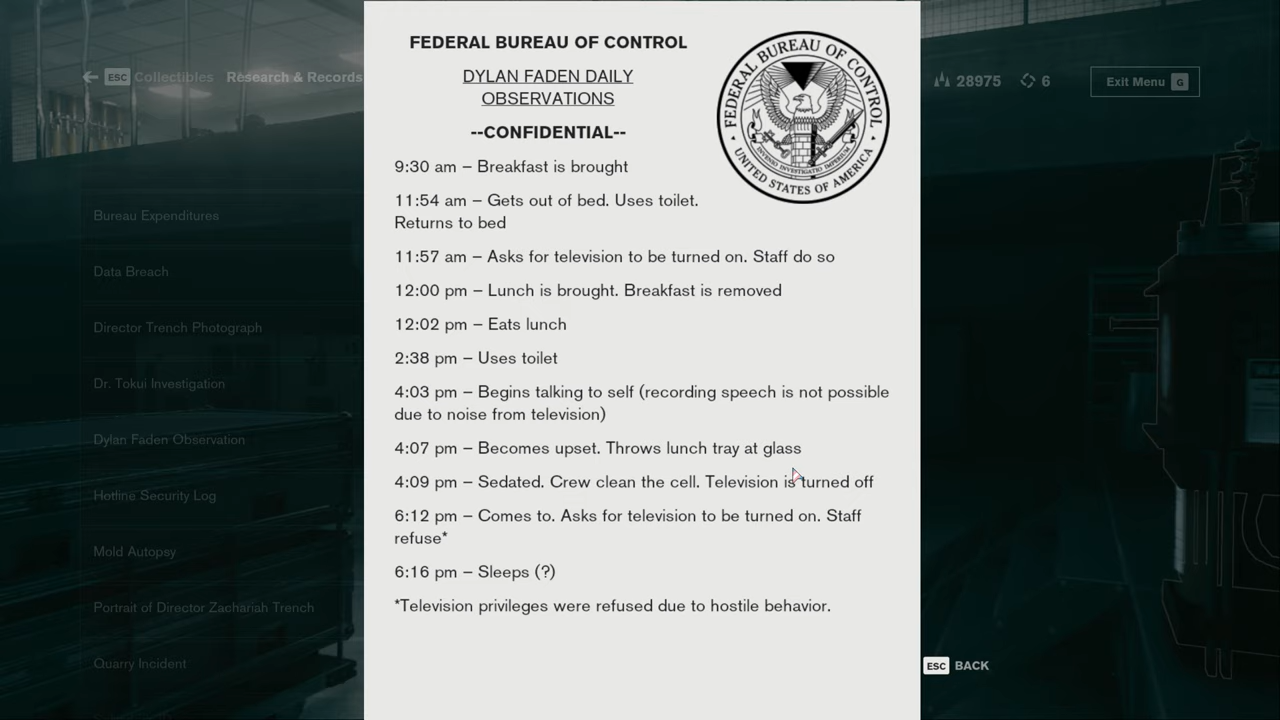 FEDERAL BUREAU OF CONTROL
DYLAN FADEN DAILY
OBSERVATIONS
--CONFIDENTIAL--
FEDERAL BUREAU OF CONTROL
INVENIO INVESTIGATIO IMPERIUM
UNITED STATES OF AMERICA
ESC Collectibles Research & Records
28975 6 Exit Menu G
9:30 am – Breakfast is brought
11:54 am – Gets out of bed. Uses toilet.
Returns to bed
11:57 am – Asks for television to be turned on. Staff do so
12:00 pm – Lunch is brought. Breakfast is removed
12:02 pm – Eats lunch
2:38 pm – Uses toilet
4:03 pm – Begins talking to self (recording speech is not possible
due to noise from television)
4:07 pm – Becomes upset. Throws lunch tray at glass
4:09 pm – Sedated. Crew clean the cell. Television is turned off
6:12 pm – Comes to. Asks for television to be turned on. Staff
refuse*
6:16 pm – Sleeps (?)
*Television privileges were refused due to hostile behavior.
Bureau Expenditures
Data Breach
Director Trench Photograph
Dr. Tokui Investigation
Dylan Faden Observation
Hotline Security Log
Mold Autopsy
Portrait of Director Zachariah Trench
Quarry Incident
ESC BACK